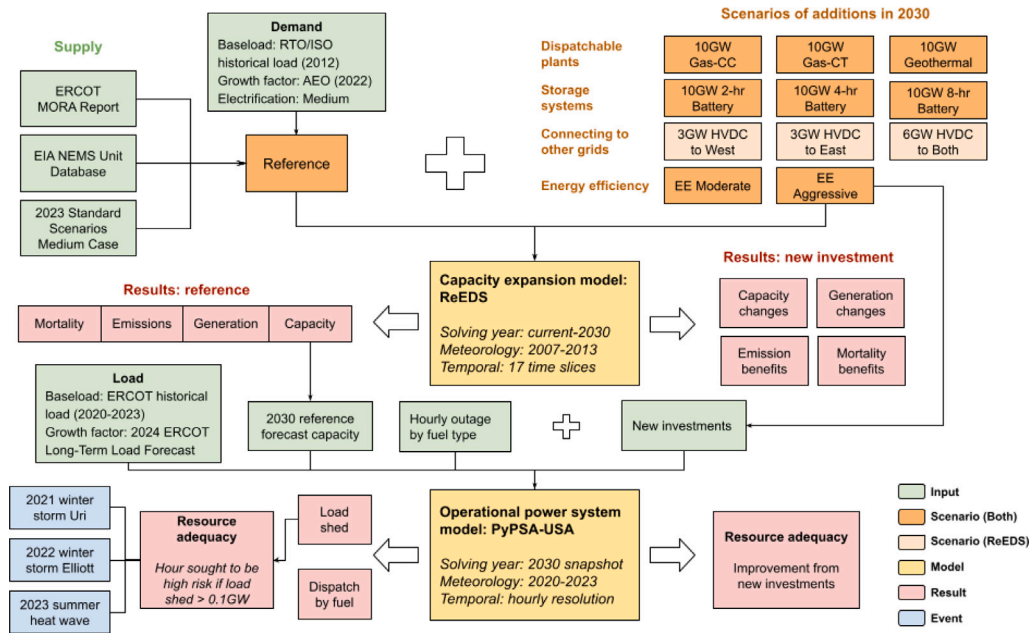 Supply
ERCOT
MORA Report
EIA NEMS Unit
Database
2023 Standard
Scenarios
Medium Case
Demand
Baseload: RTO/ISO
historical load (2012)
Growth factor: AEO (2022)
Electrification: Medium
Reference
Scenarios of additions in 2030
Dispatchable
plants
10GW
Gas-CC
10GW
Gas-CT
10GW
Geothermal
Storage
systems
10GW 2-hr
Battery
10GW 4-hr
Battery
10GW 8-hr
Battery
Connecting to
other grids
3GW HVDC
to West
3GW HVDC
to East
6GW HVDC
to Both
Energy efficiency
EE Moderate
EE
Aggressive
Results: reference
Mortality
Emissions
Generation
Capacity
Capacity expansion model:
ReEDS
Solving year: current-2030
Meteorology: 2007-2013
Temporal: 17 time slices
Results: new investment
Capacity
changes
Generation
changes
Emission
benefits
Mortality
benefits
Load
Baseload: ERCOT historical
load (2020-2023)
Growth factor: 2024 ERCOT
Long-Term Load Forecast
2030 reference
forecast capacity
Hourly outage
by fuel type
New investments
2021 winter
storm Uri
2022 winter
storm Elliott
2023 summer
heat wave
Resource
adequacy
Hour sought to be
high risk if load
shed > 0.1GW
Load
shed
Dispatch
by fuel
Operational power system
model: PyPSA-USA
Solving year: 2030 snapshot
Meteorology: 2020-2023
Temporal: hourly resolution
Resource adequacy
Improvement from
new investments
Input
Scenario (Both)
Scenario (ReEDS)
Model
Result
Event